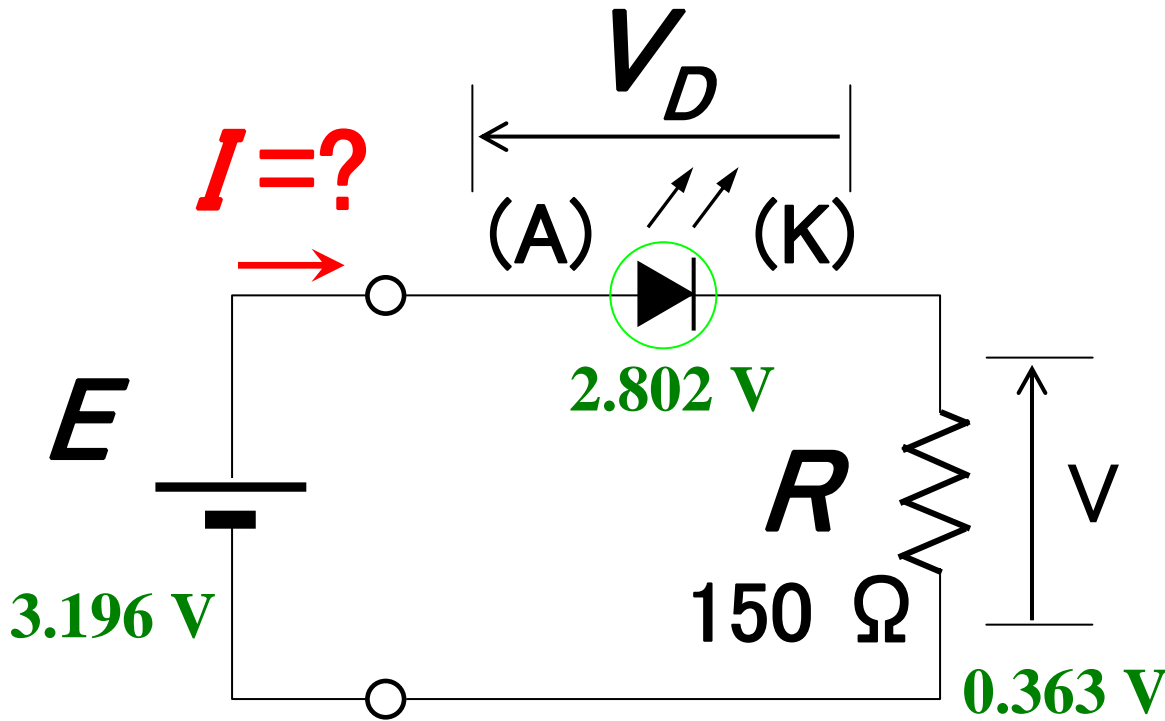 V_D
I=?
(A) (K)
2.802 V
E
R
V
150 Ω
3.196 V
0.363 V